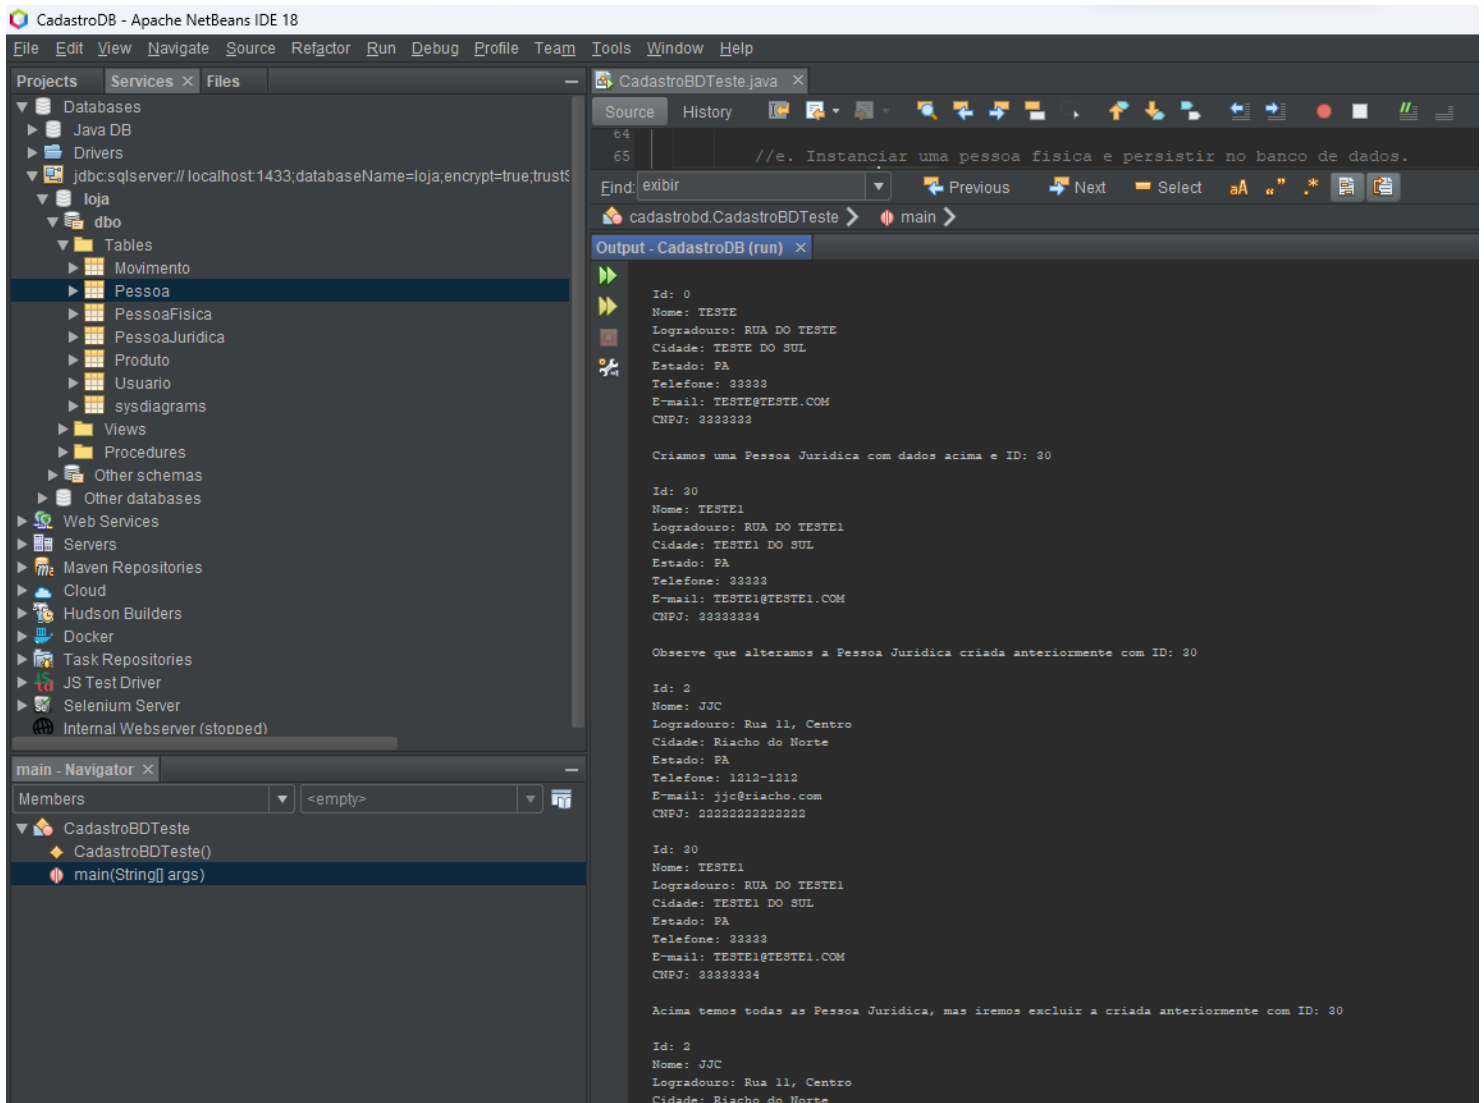 CadastroDB - Apache NetBeans IDE 18
File Edit View Navigate Source Refactor Run Debug Profile Team Tools Window Help
Projects Services Files
Databases
Java DB
Drivers
jdbc:sqlserver://localhost:1433;databaseName=loja;encrypt=true;trustS
loja
dbo
Tables
Movimento
Pessoa
PessoaFisica
PessoaJuridica
Produto
Usuario
sysdiagrams
Views
Procedures
Other schemas
Other databases
Web Services
Servers
Maven Repositories
Cloud
Hudson Builders
Docker
Task Repositories
JS Test Driver
Selenium Server
Internal Webserver (stopped)
main - Navigator
Members <empty>
CadastroBDTeste
CadastroBDTeste()
main(String[] args)
CadastroBDTeste.java
Source History
64
65 //e. Instanciar uma pessoa fisica e persistir no banco de dados.
Find: exibir Previous Next Select aA “” .*
cadastrobd.CadastroBDTeste main
Output - CadastroDB (run)
Id: 0
Nome: TESTE
Logradouro: RUA DO TESTE
Cidade: TESTE DO SUL
Estado: PA
Telefone: 33333
E-mail: TESTE@TESTE.COM
CNPJ: 3333333
Criamos uma Pessoa Juridica com dados acima e ID: 30
Id: 30
Nome: TESTE1
Logradouro: RUA DO TESTE1
Cidade: TESTE1 DO SUL
Estado: PA
Telefone: 33333
E-mail: TESTE1@TESTE1.COM
CNPJ: 33333334
Observe que alteramos a Pessoa Juridica criada anteriormente com ID: 30
Id: 2
Nome: JJC
Logradouro: Rua 11, Centro
Cidade: Riacho do Norte
Estado: PA
Telefone: 1212-1212
E-mail: jjc@riacho.com
CNPJ: 22222222222222
Id: 30
Nome: TESTE1
Logradouro: RUA DO TESTE1
Cidade: TESTE1 DO SUL
Estado: PA
Telefone: 33333
E-mail: TESTE1@TESTE1.COM
CNPJ: 33333334
Acima temos todas as Pessoa Juridica, mas iremos excluir a criada anteriormente com ID: 30
Id: 2
Nome: JJC
Logradouro: Rua 11, Centro
Cidade: Riacho do Norte